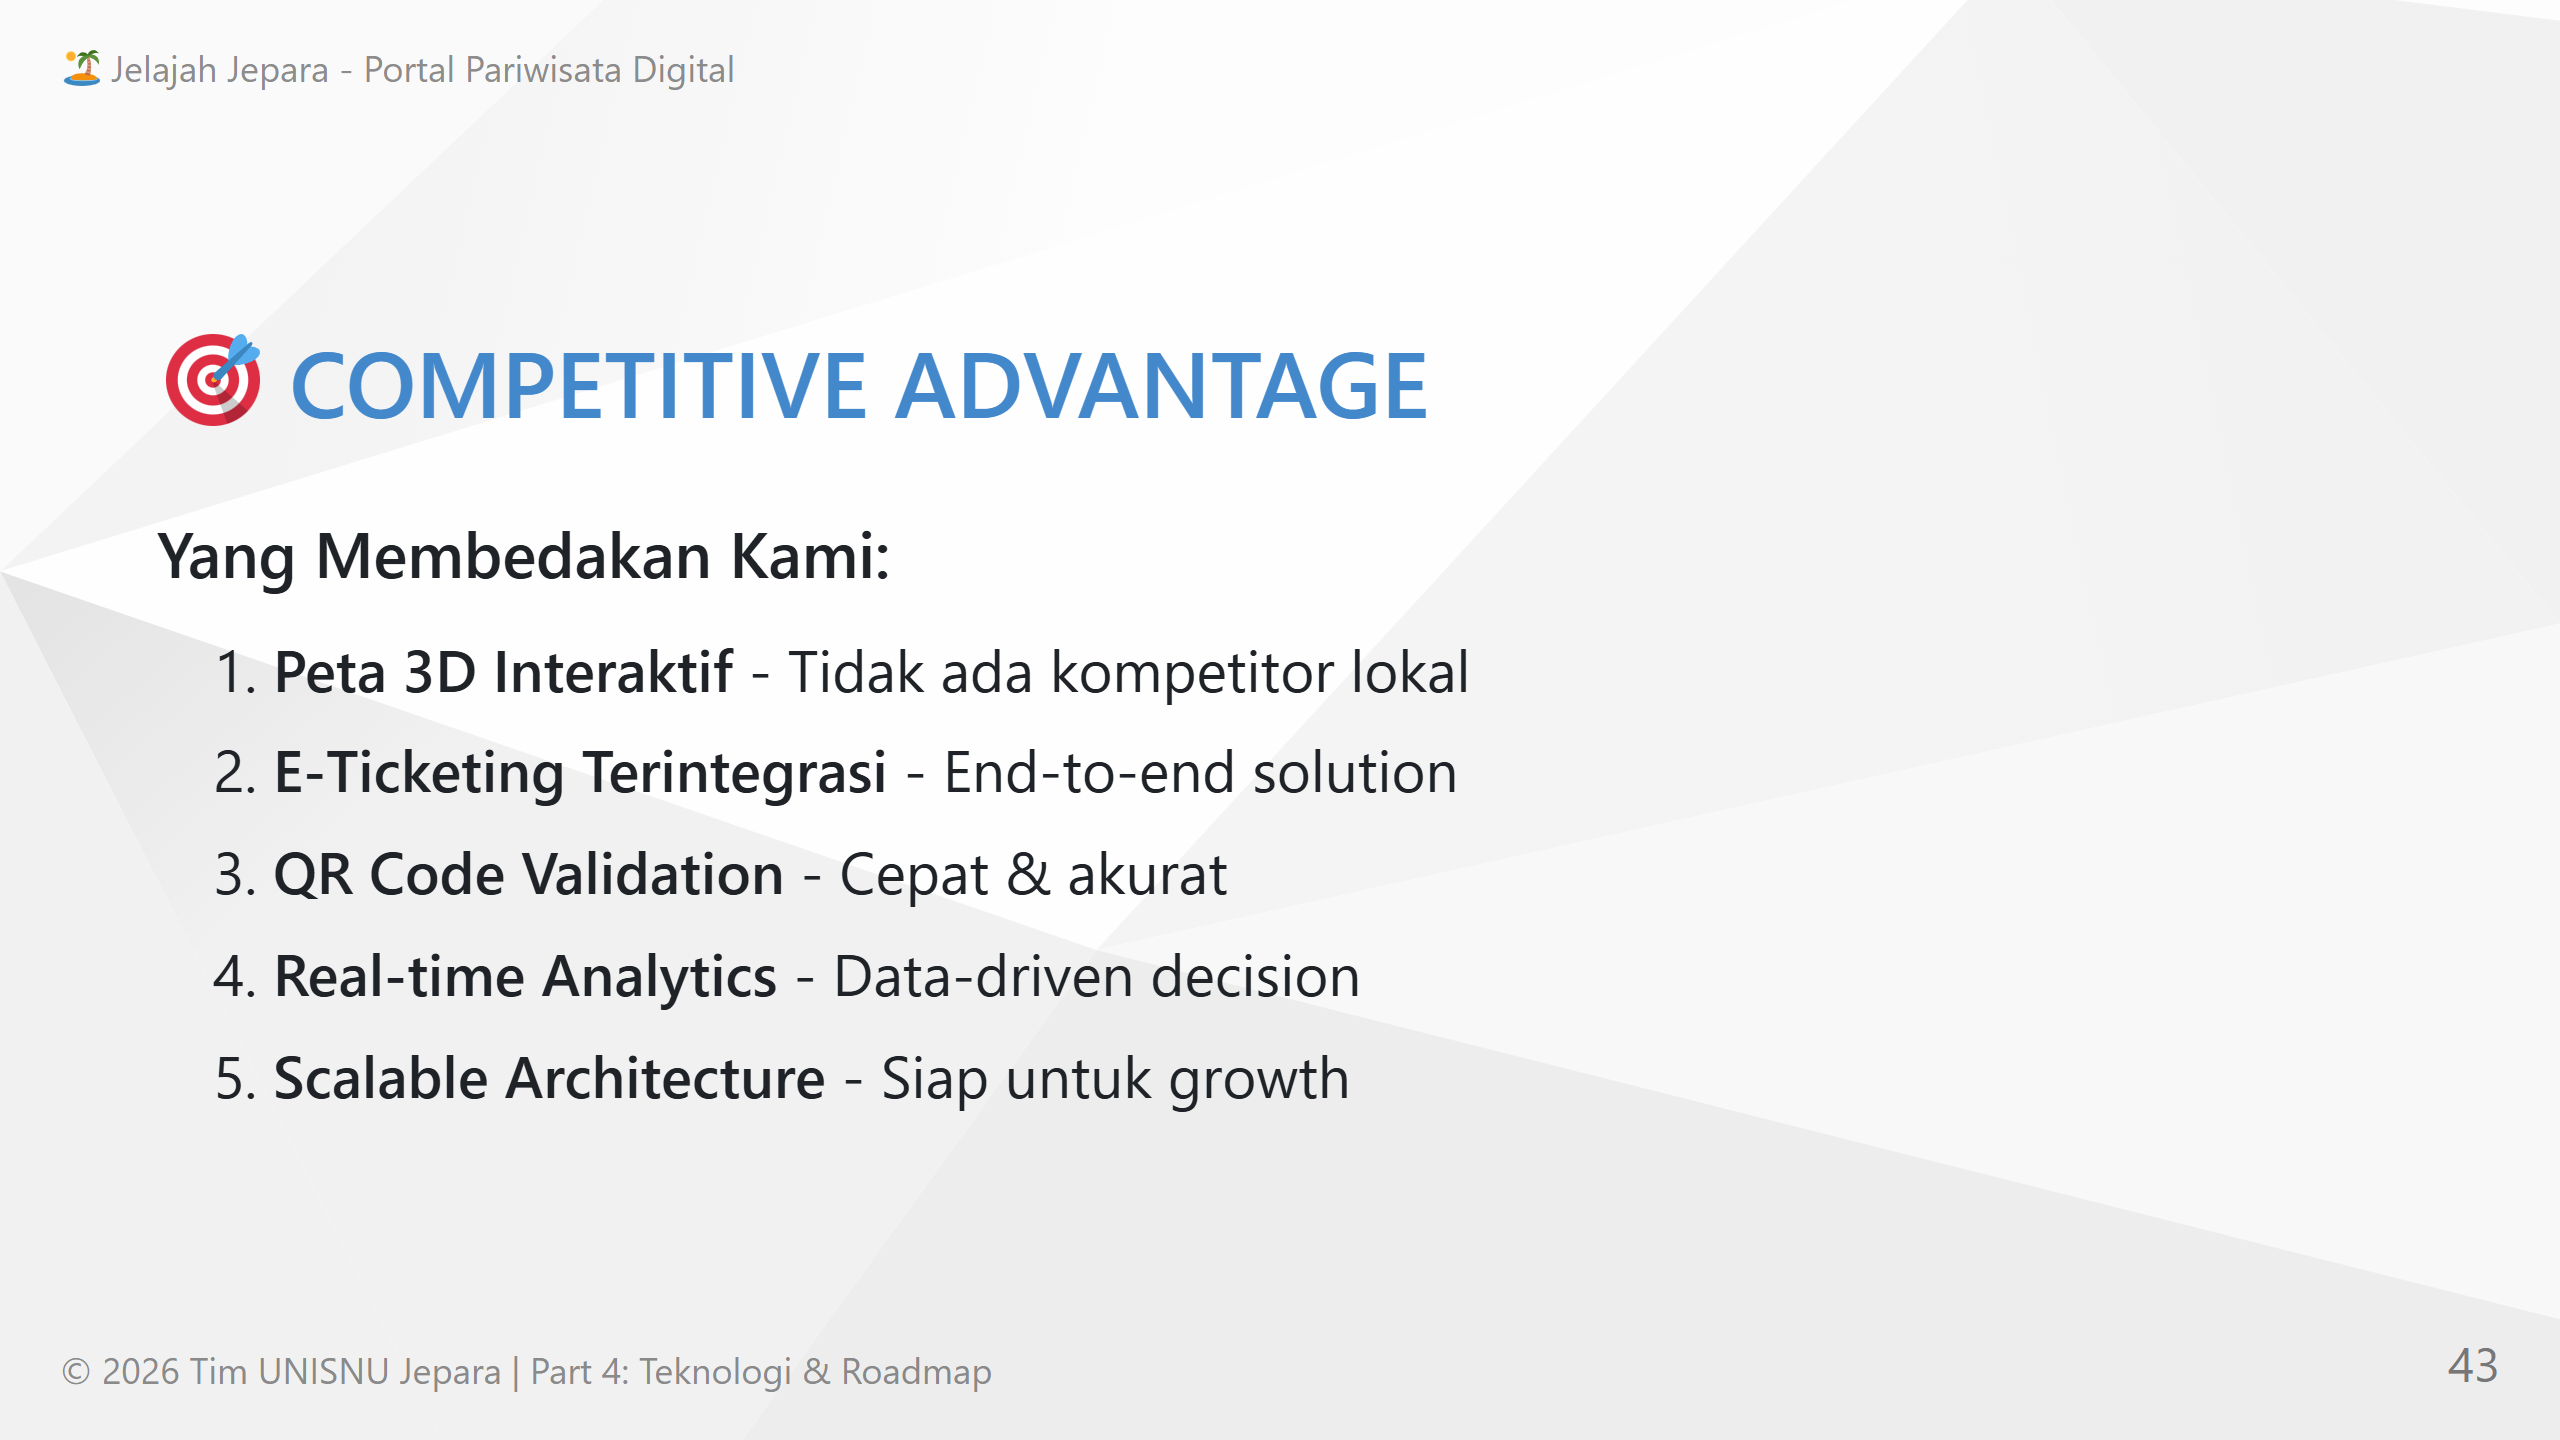 Jelajah Jepara - Portal Pariwisata Digital
COMPETITIVE ADVANTAGE
Yang Membedakan Kami:
1. Peta 3D Interaktif - Tidak ada kompetitor lokal
2. E-Ticketing Terintegrasi - End-to-end solution
3. QR Code Validation - Cepat & akurat
4. Real-time Analytics - Data-driven decision
5. Scalable Architecture - Siap untuk growth
© 2026 Tim UNISNU Jepara | Part 4: Teknologi & Roadmap
43